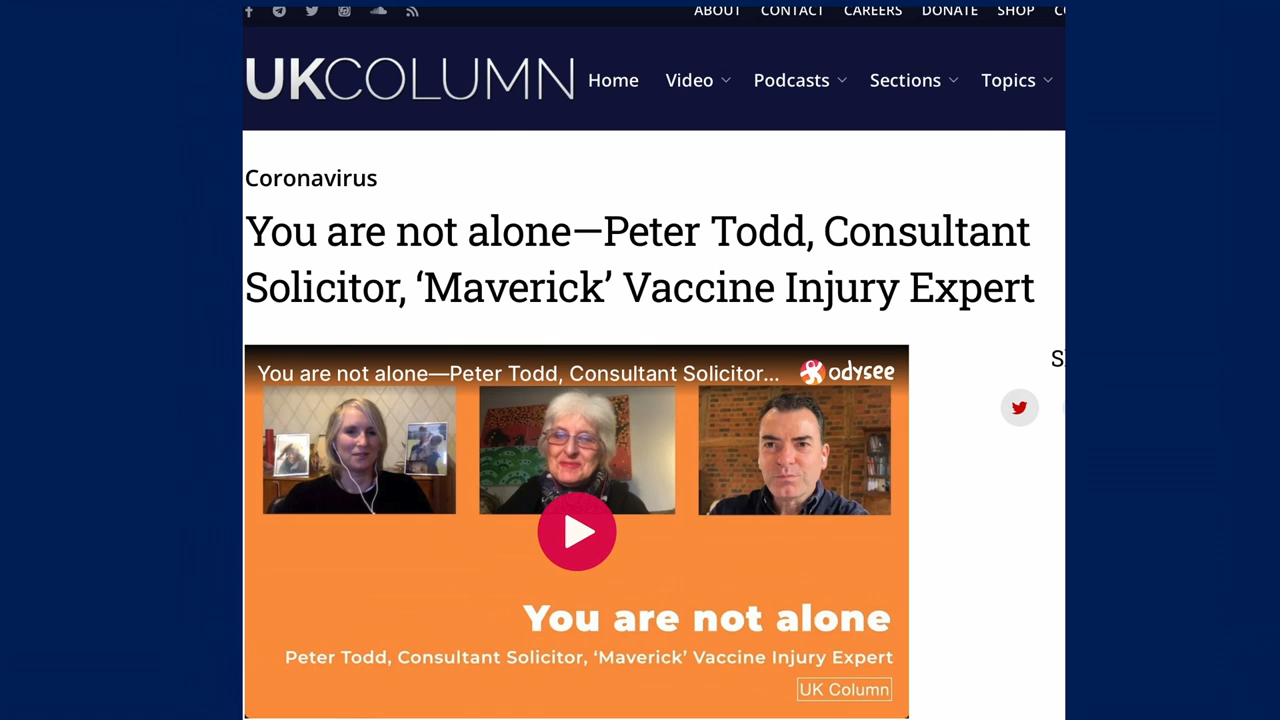 ABOUT CONTACT CAREERS DONATE SHOP
UKCOLUMN Home Video Podcasts Sections Topics
Coronavirus
You are not alone—Peter Todd, Consultant
Solicitor, ‘Maverick’ Vaccine Injury Expert
You are not alone—Peter Todd, Consultant Solicitor... odysee
You are not alone
Peter Todd, Consultant Solicitor, ‘Maverick’ Vaccine Injury Expert
UK Column